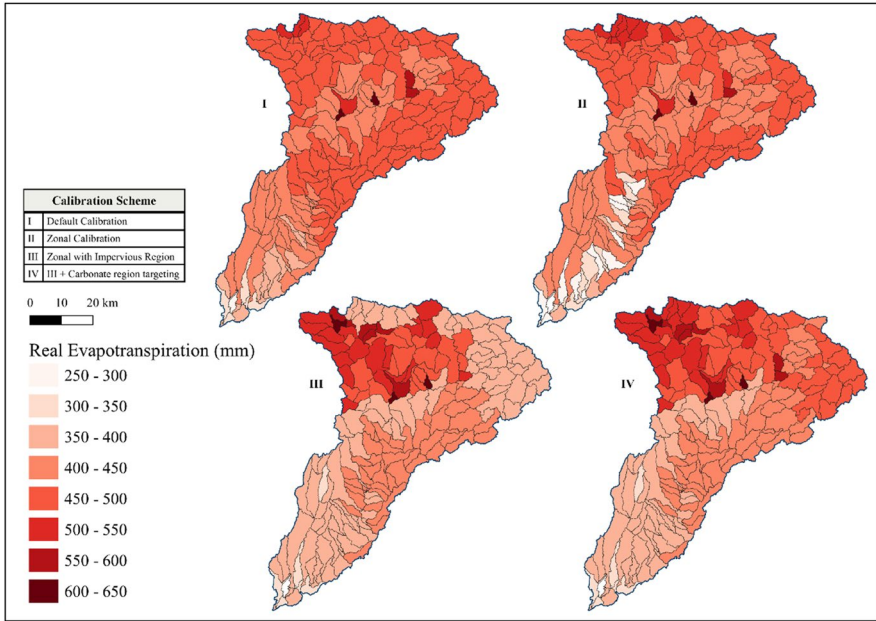 I
II
Calibration Scheme
I Default Calibration
II Zonal Calibration
III Zonal with Impervious Region
IV III + Carbonate region targeting
0 10 20 km
Real Evapotranspiration (mm)
250 - 300
300 - 350
350 - 400
400 - 450
450 - 500
500 - 550
550 - 600
600 - 650
III
IV